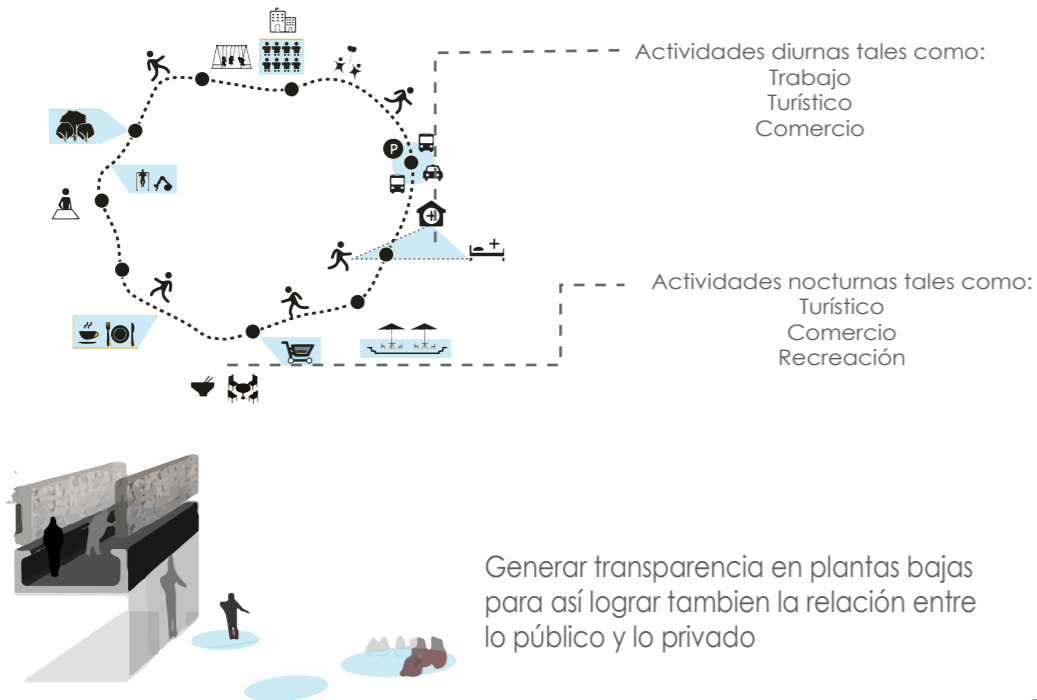 Actividades diurnas tales como:
Trabajo
Turístico
Comercio
P
Actividades nocturnas tales como:
Turístico
Comercio
Recreación
Generar transparencia en plantas bajas
para así lograr tambien la relación entre
lo público y lo privado